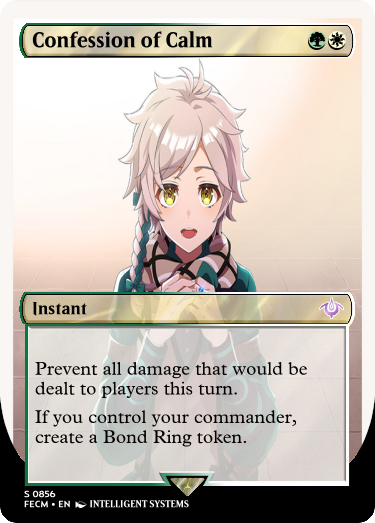 Confession of Calm
Instant
Prevent all damage that would be
dealt to players this turn.
If you control your commander,
create a Bond Ring token.
S 0856
FECM • EN INTELLIGENT SYSTEMS